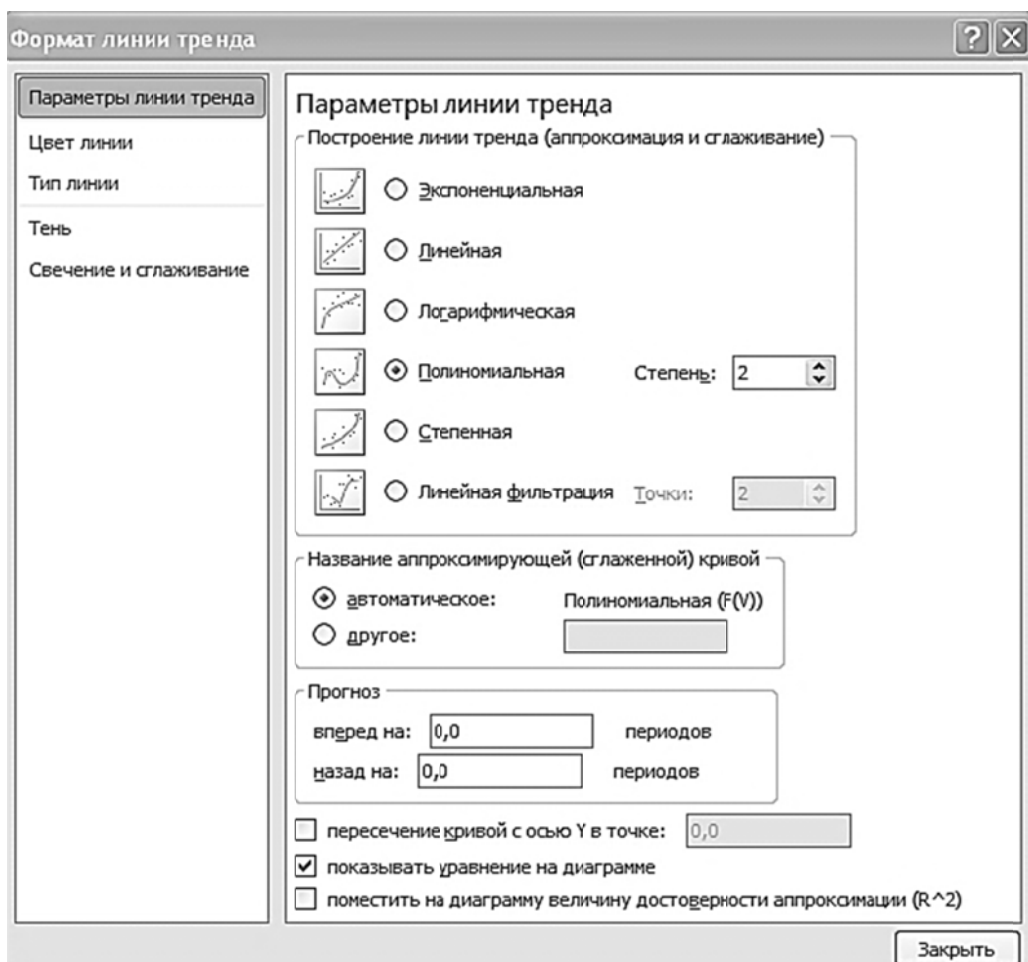 Формат линии тренда
Параметры линии тренда
Цвет линии
Тип линии
Тень
Свечение и сглаживание
Параметры линии тренда
Построение линии тренда (аппроксимация и сглаживание)
Экспоненциальная
Линейная
Логарифмическая
Полиномиальная Степень: 2
Степенная
Линейная фильтрация Точки: 2
Название аппроксимирующей (сглаженной) кривой
автоматическое: Полиномиальная (F(V))
другое:
Прогноз
вперед на: 0,0 периодов
назад на: 0,0 периодов
пересечение кривой с осью Y в точке: 0,0
показывать уравнение на диаграмме
поместить на диаграмму величину достоверности аппроксимации (R^2)
Закрыть